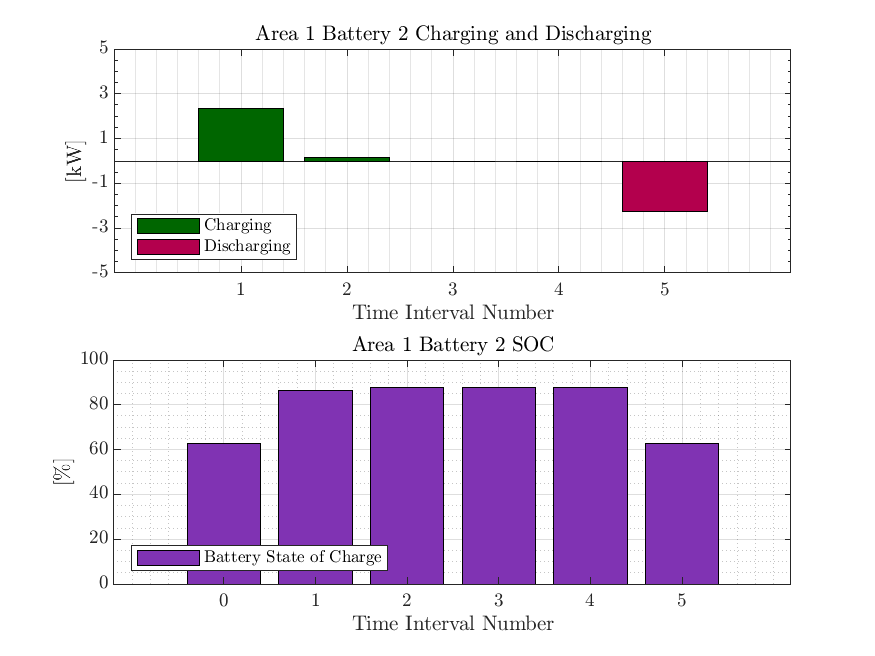 Area 1 Battery 2 Charging and Discharging
5
3
1
-1
-3
-5
[kW]
Charging
Discharging
1 2 3 4 5
Time Interval Number
Area 1 Battery 2 SOC
100
80
60
40
20
0
[%]
Battery State of Charge
0 1 2 3 4 5
Time Interval Number